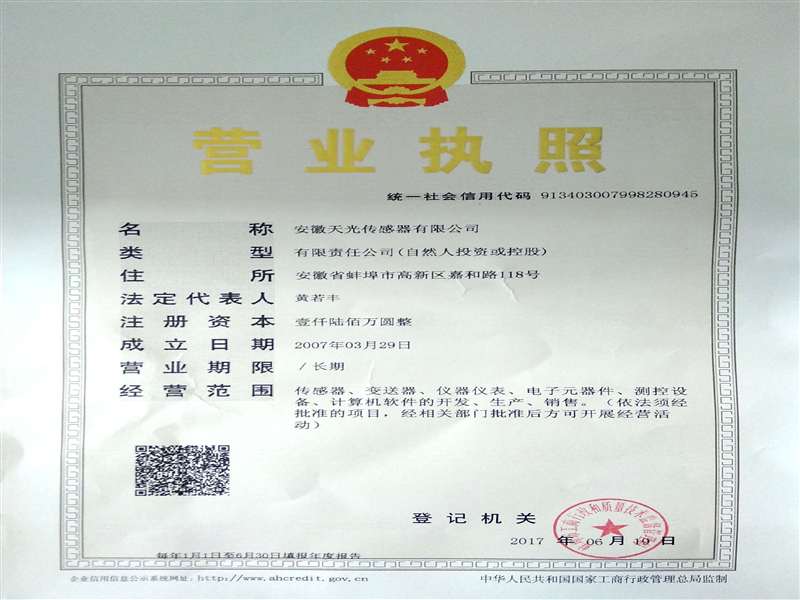 营业执照
统一社会信用代码 913403007998280945
名称 安徽天光传感器有限公司
类型 有限责任公司(自然人投资或控股)
住所 安徽省蚌埠市高新区嘉和路118号
法定代表人 黄若丰
注册资本 壹仟陆佰万圆整
成立日期 2007年03月29日
营业期限 /长期
经营范围 传感器、变送器、仪器仪表、电子元器件、测控设
备、计算机软件的开发、生产、销售。（依法须经
批准的项目，经相关部门批准后方可开展经营活
动）
登记机关
2017 年 06 月 19 日
每年1月1日至6月30日填报年度报告
企业信用信息公示系统网址：http://www.ahcredit.gov.cn
中华人民共和国国家工商行政管理总局监制